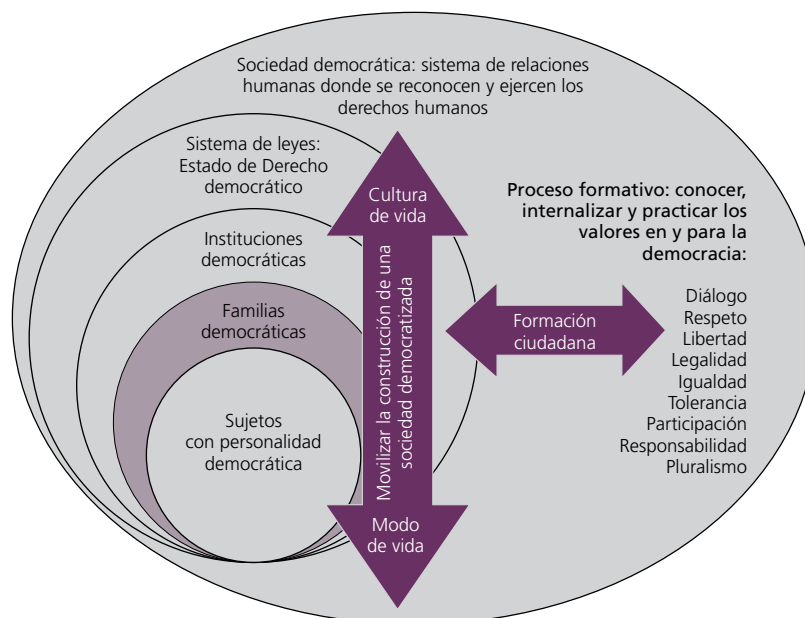 Sociedad democrática: sistema de relaciones
humanas donde se reconocen y ejercen los
derechos humanos
Sistema de leyes:
Estado de Derecho
democrático
Instituciones
democráticas
Familias
democráticas
Sujetos
con personalidad
democrática
Cultura
de vida
Movilizar la construcción de una
sociedad democratizada
Modo
de vida
Formación
ciudadana
Proceso formativo: conocer,
internalizar y practicar los
valores en y para la
democracia:
Diálogo
Respeto
Libertad
Legalidad
Igualdad
Tolerancia
Participación
Responsabilidad
Pluralismo